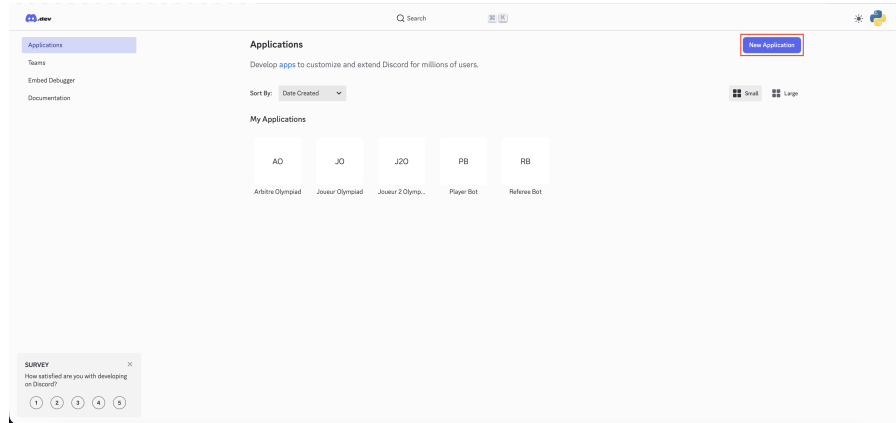 .dev
Search
⌘ K
Applications
Teams
Embed Debugger
Documentation
Applications
New Application
Develop apps to customize and extend Discord for millions of users.
Sort By: Date Created
Small Large
My Applications
AO JO J2O PB RB
Arbitre Olympiad Joueur Olympiad Joueur 2 Olymp... Player Bot Referee Bot
SURVEY
How satisfied are you with developing
on Discord?
1 2 3 4 5